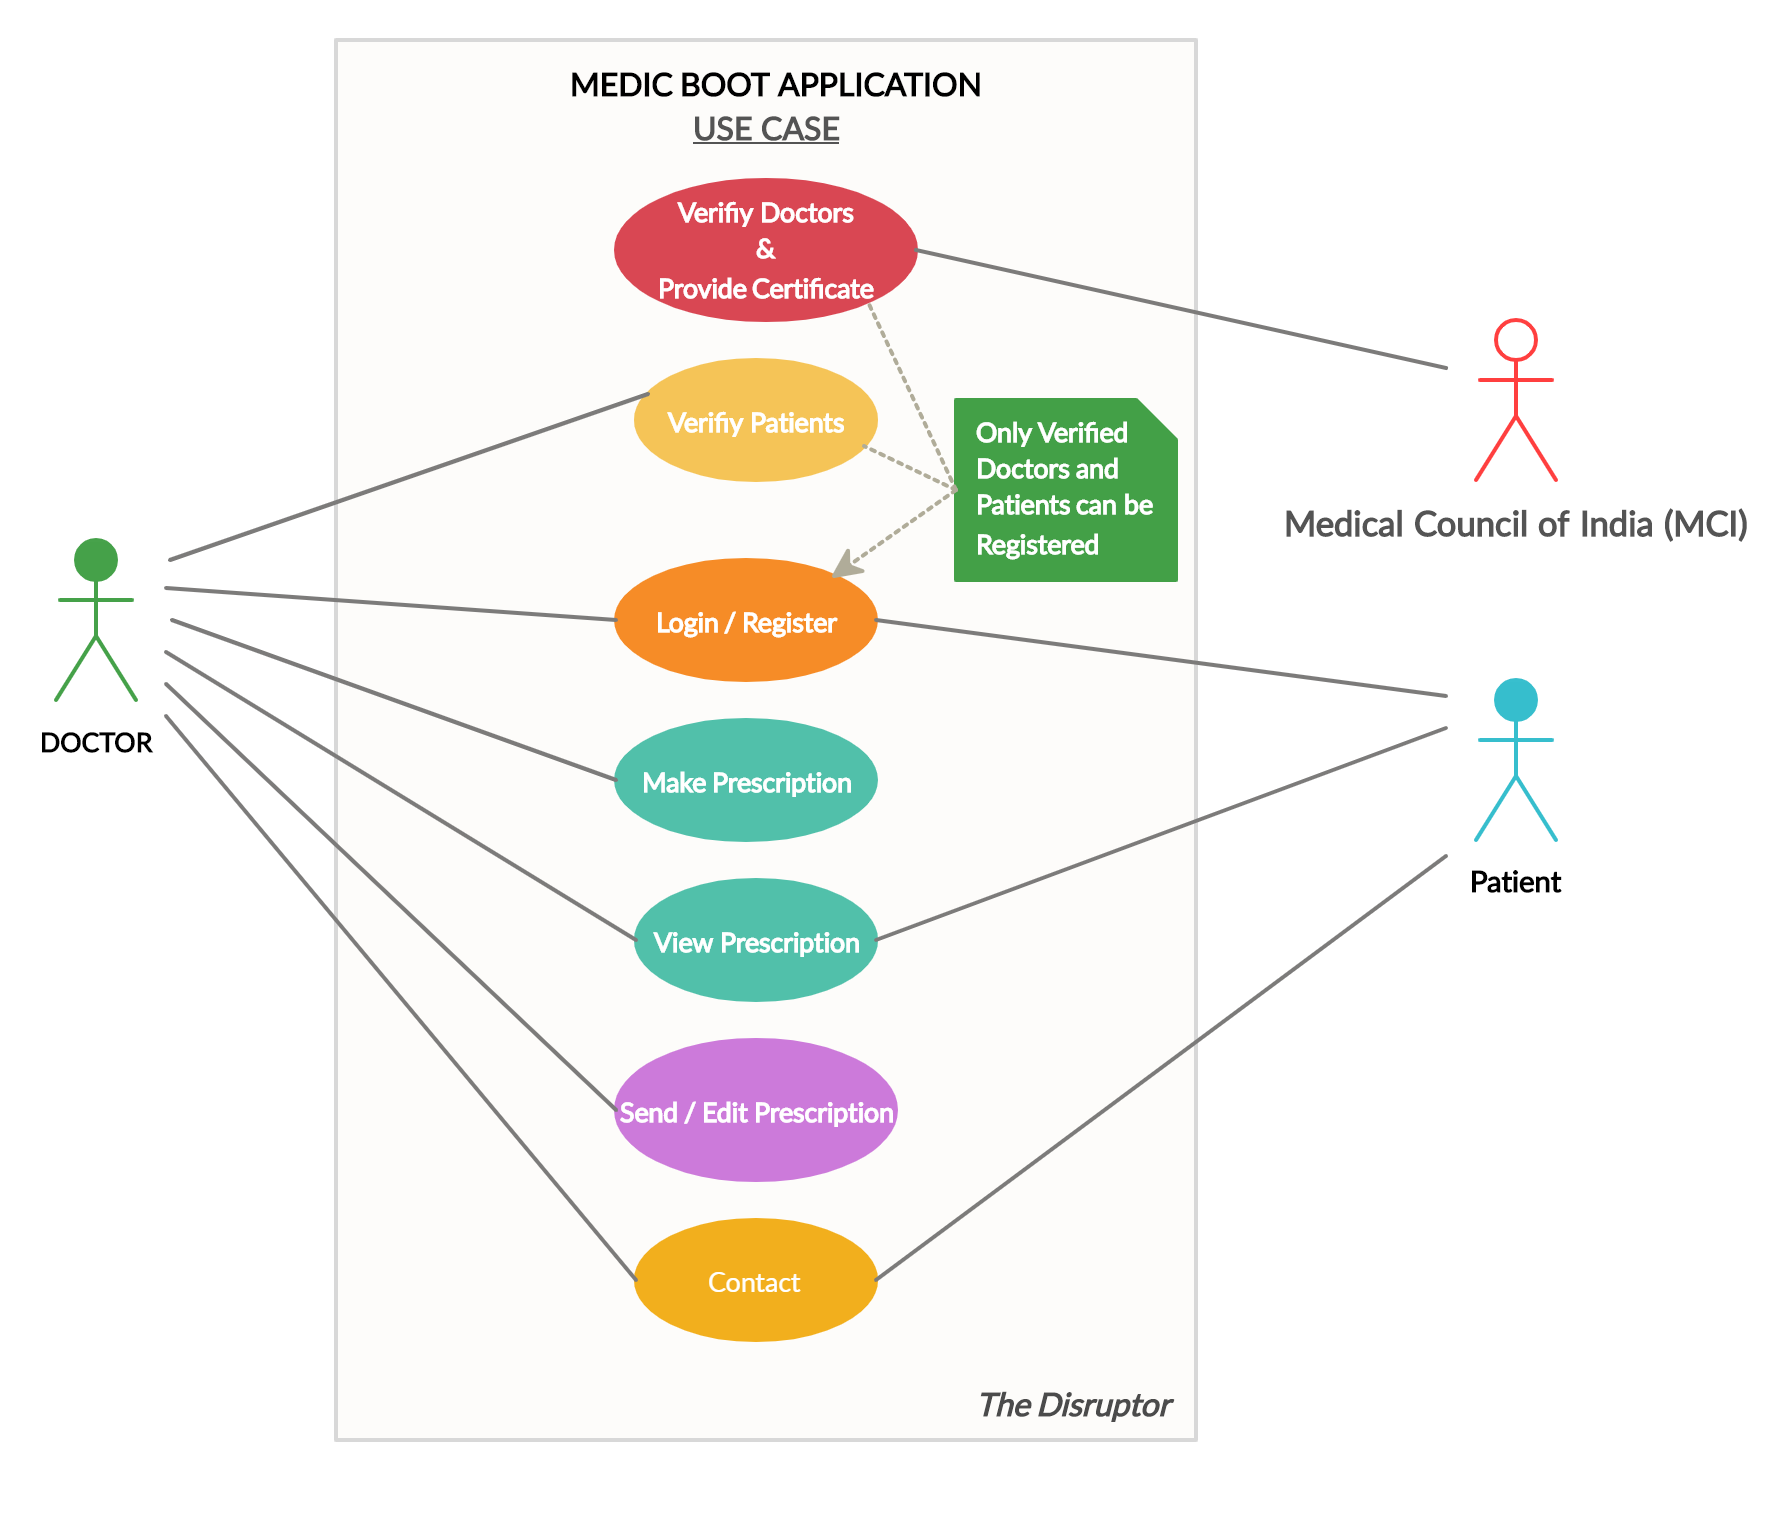 MEDIC BOOT APPLICATION
USE CASE
Verifiy Doctors
&
Provide Certificate
Verifiy Patients
Only Verified
Doctors and
Patients can be
Registered
Medical Council of India (MCI)
Login / Register
DOCTOR
Make Prescription
Patient
View Prescription
Send / Edit Prescription
Contact
The Disruptor